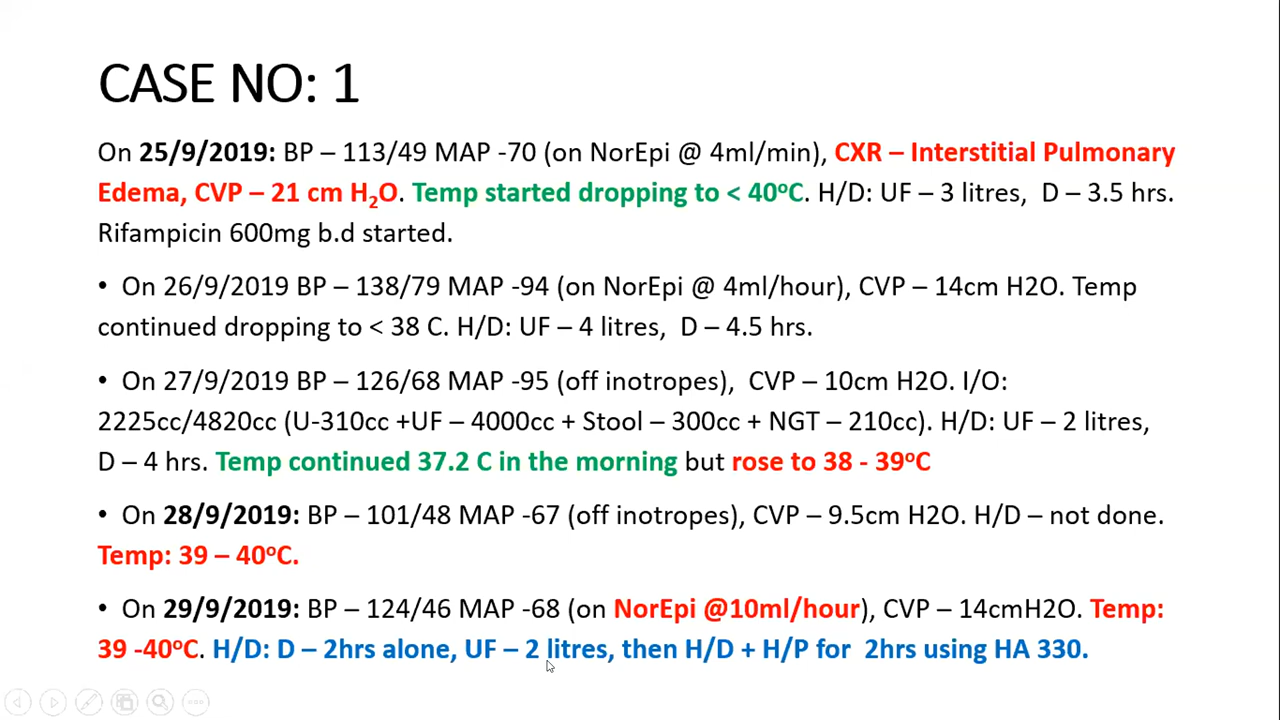 CASE NO: 1
On 25/9/2019: BP – 113/49 MAP -70 (on NorEpi @ 4ml/min), CXR – Interstitial Pulmonary
Edema, CVP – 21 cm H₂O. Temp started dropping to < 40ᵒC. H/D: UF – 3 litres, D – 3.5 hrs.
Rifampicin 600mg b.d started.
• On 26/9/2019 BP – 138/79 MAP -94 (on NorEpi @ 4ml/hour), CVP – 14cm H2O. Temp
continued dropping to < 38 C. H/D: UF – 4 litres, D – 4.5 hrs.
• On 27/9/2019 BP – 126/68 MAP -95 (off inotropes), CVP – 10cm H2O. I/O:
2225cc/4820cc (U-310cc +UF – 4000cc + Stool – 300cc + NGT – 210cc). H/D: UF – 2 litres,
D – 4 hrs. Temp continued 37.2 C in the morning but rose to 38 - 39ᵒC
• On 28/9/2019: BP – 101/48 MAP -67 (off inotropes), CVP – 9.5cm H2O. H/D – not done.
Temp: 39 – 40ᵒC.
• On 29/9/2019: BP – 124/46 MAP -68 (on NorEpi @10ml/hour), CVP – 14cmH2O. Temp:
39 -40ᵒC. H/D: D – 2hrs alone, UF – 2 litres, then H/D + H/P for 2hrs using HA 330.